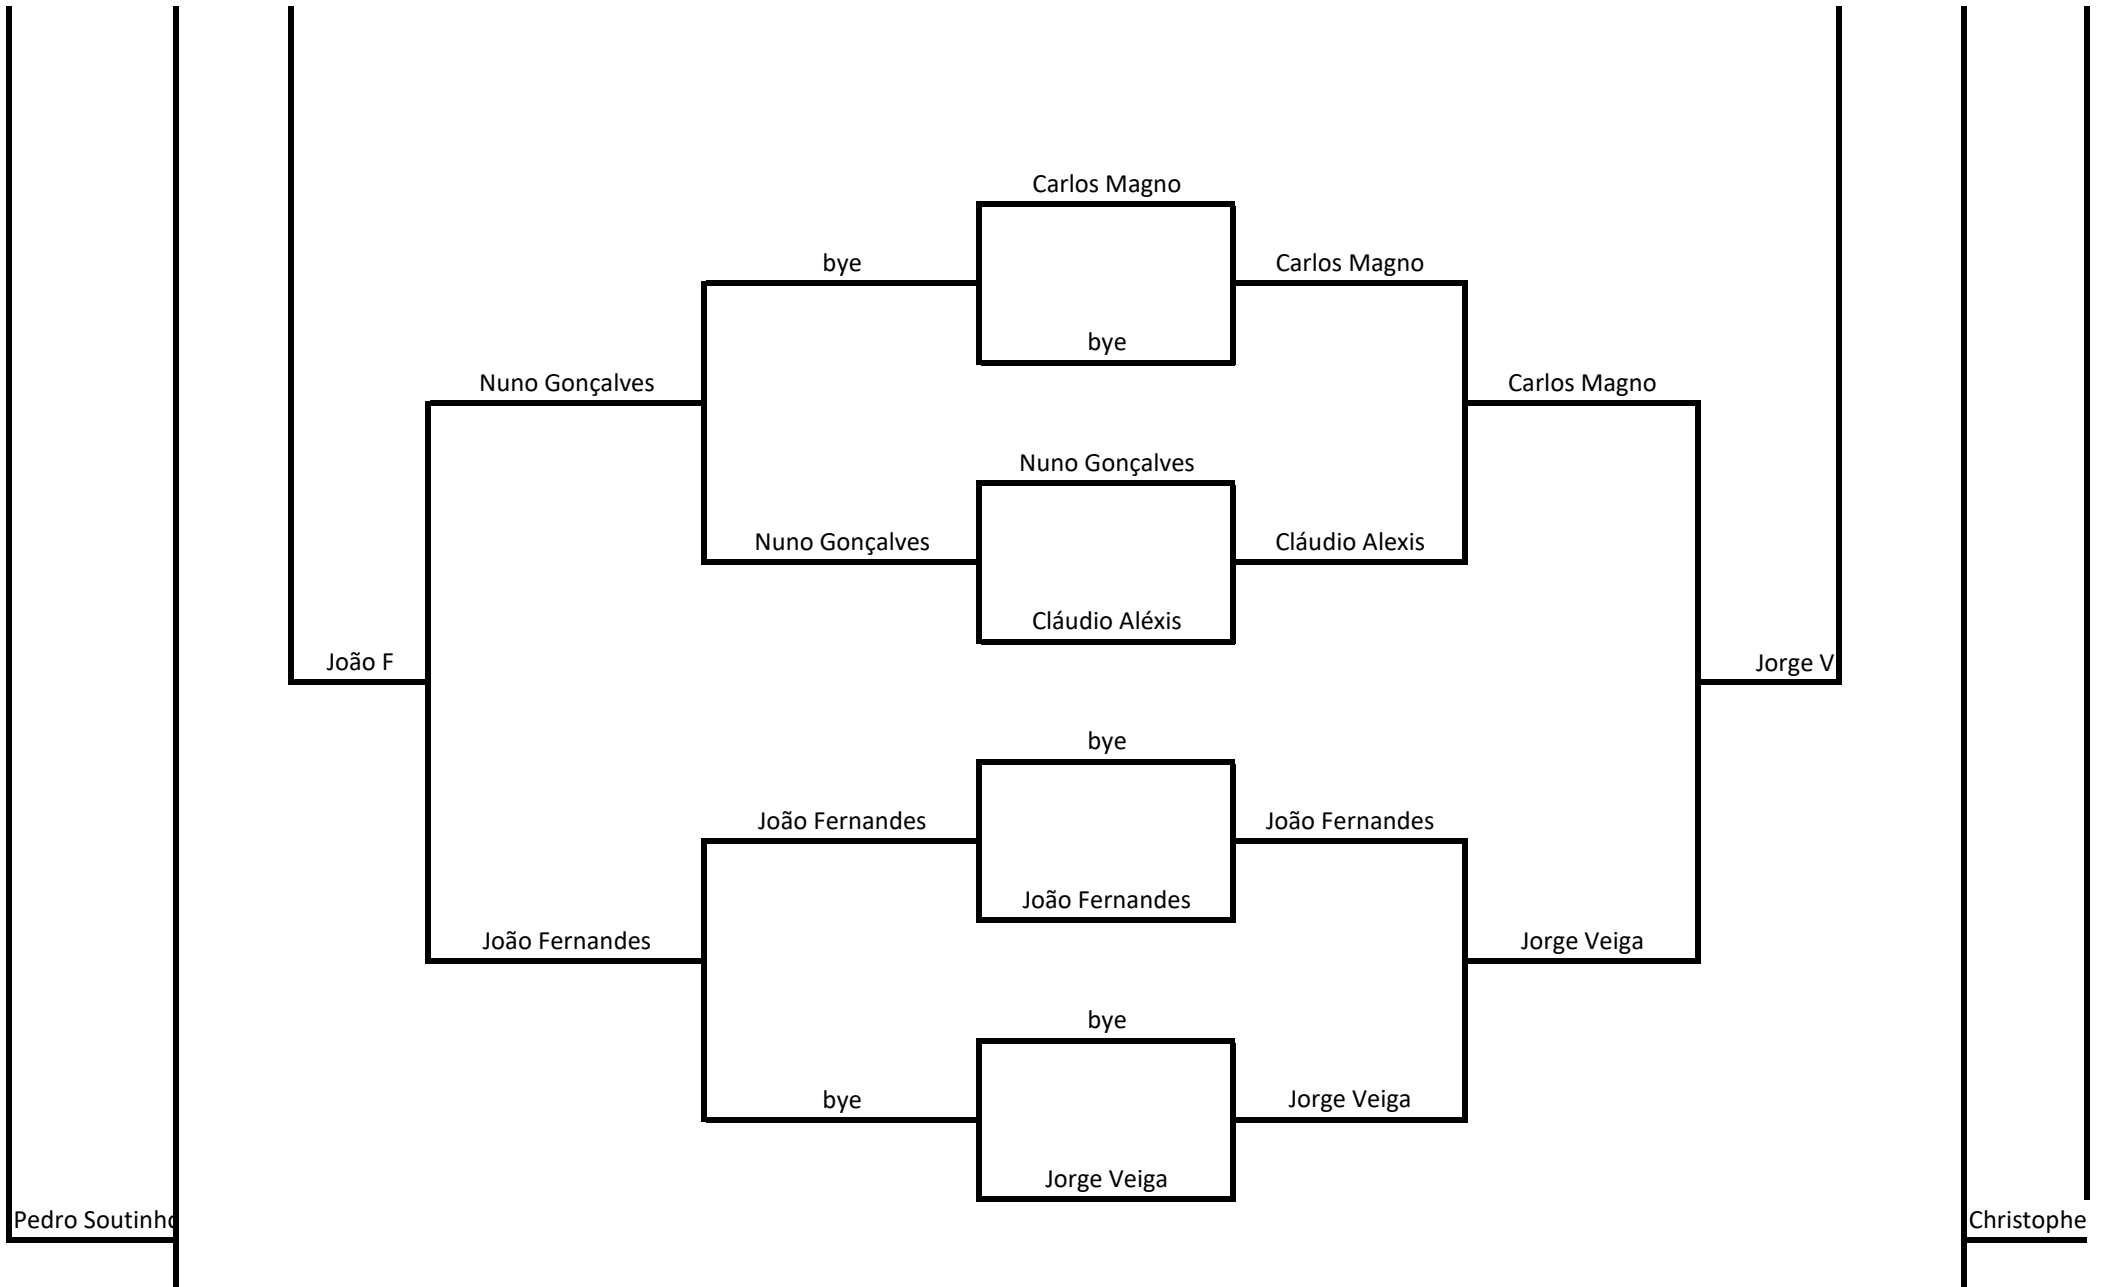 Carlos Magno
bye
Carlos Magno
bye
Nuno Gonçalves
Carlos Magno
Nuno Gonçalves
Nuno Gonçalves
Cláudio Alexis
Cláudio Aléxis
João F
Jorge V
bye
João Fernandes
João Fernandes
João Fernandes
João Fernandes
Jorge Veiga
bye
bye
Jorge Veiga
Jorge Veiga
Pedro Soutinho
Christophe